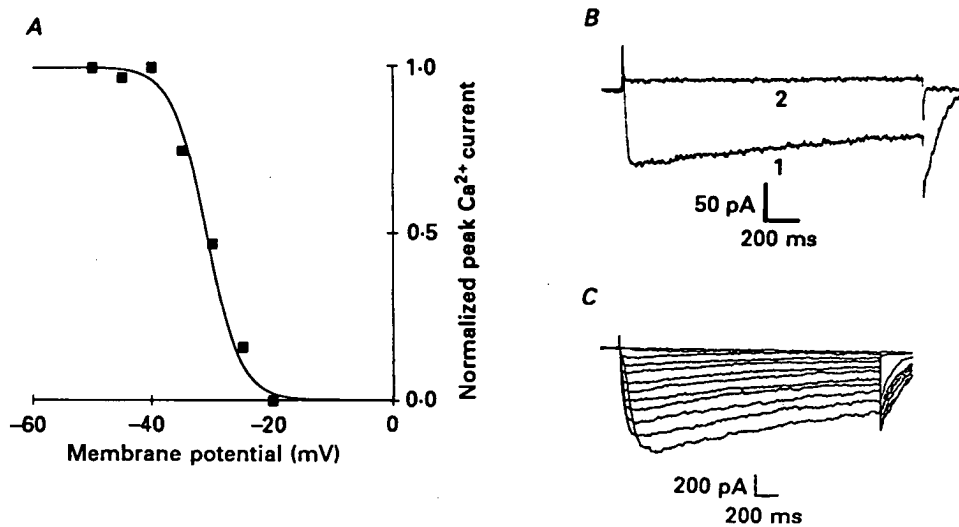 A
1·0
0·5
0·0
Normalized peak Ca²⁺ current
−60
−40
−20
0
Membrane potential (mV)
B
2
1
50 pA
200 ms
C
200 pA
200 ms